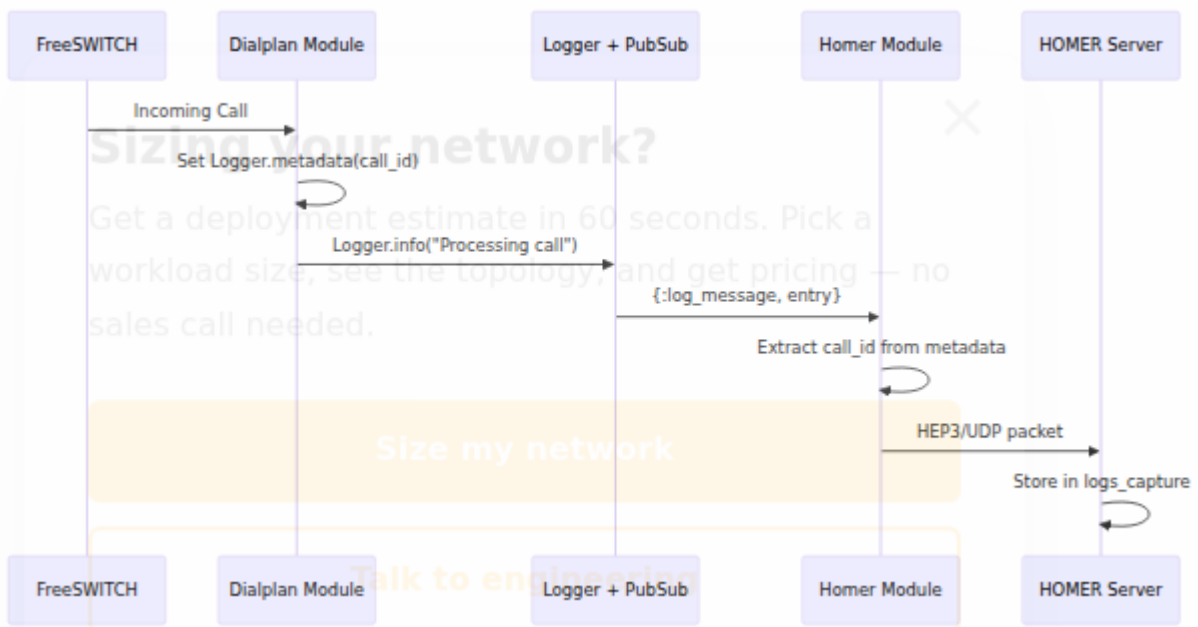 FreeSWITCH
Dialplan Module
Logger + PubSub
Homer Module
HOMER Server
Incoming Call
Sizing your network?
Set Logger.metadata(call_id)
Get a deployment estimate in 60 seconds. Pick a
Logger.info("Processing call")
workload size, see the topology, and get pricing — no
{:log_message, entry}
sales call needed.
Extract call_id from metadata
HEP3/UDP packet
Size my network
Store in logs_capture
Talk to engineering
FreeSWITCH
Dialplan Module
Logger + PubSub
Homer Module
HOMER Server